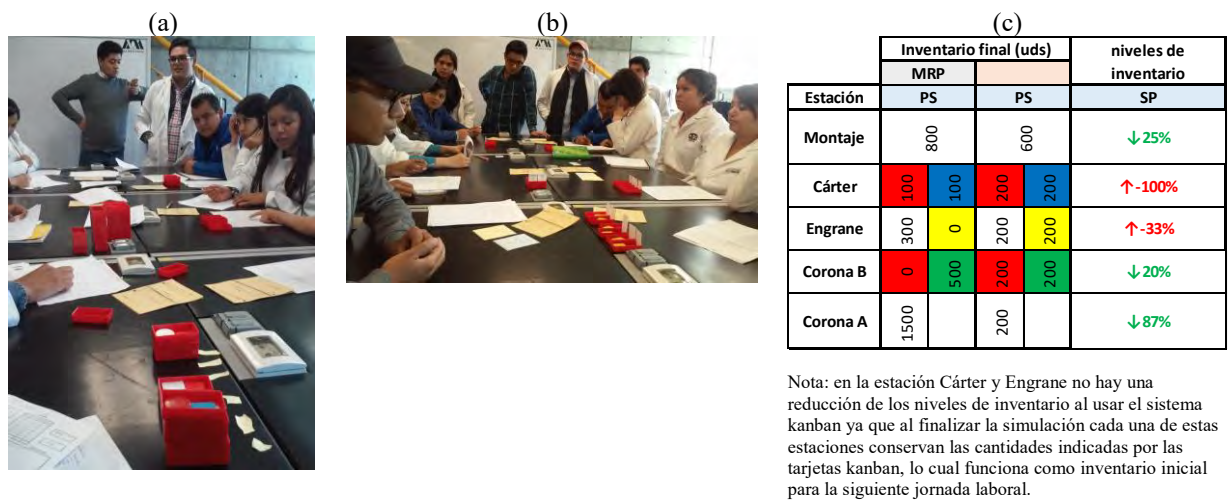 (a)
(b)
(c)
Inventario final (uds)
niveles de inventario
MRP
Estación
PS
PS
SP
Montaje
800
600
↓25%
Cárter
100
100
200
200
↑-100%
Engrane
300
0
200
200
↑-33%
Corona B
0
500
200
200
↓20%
Corona A
1500
200
↓87%
Nota: en la estación Cárter y Engrane no hay una
reducción de los niveles de inventario al usar el sistema
kanban ya que al finalizar la simulación cada una de estas
estaciones conservan las cantidades indicadas por las
tarjetas kanban, lo cual funciona como inventario inicial
para la siguiente jornada laboral.